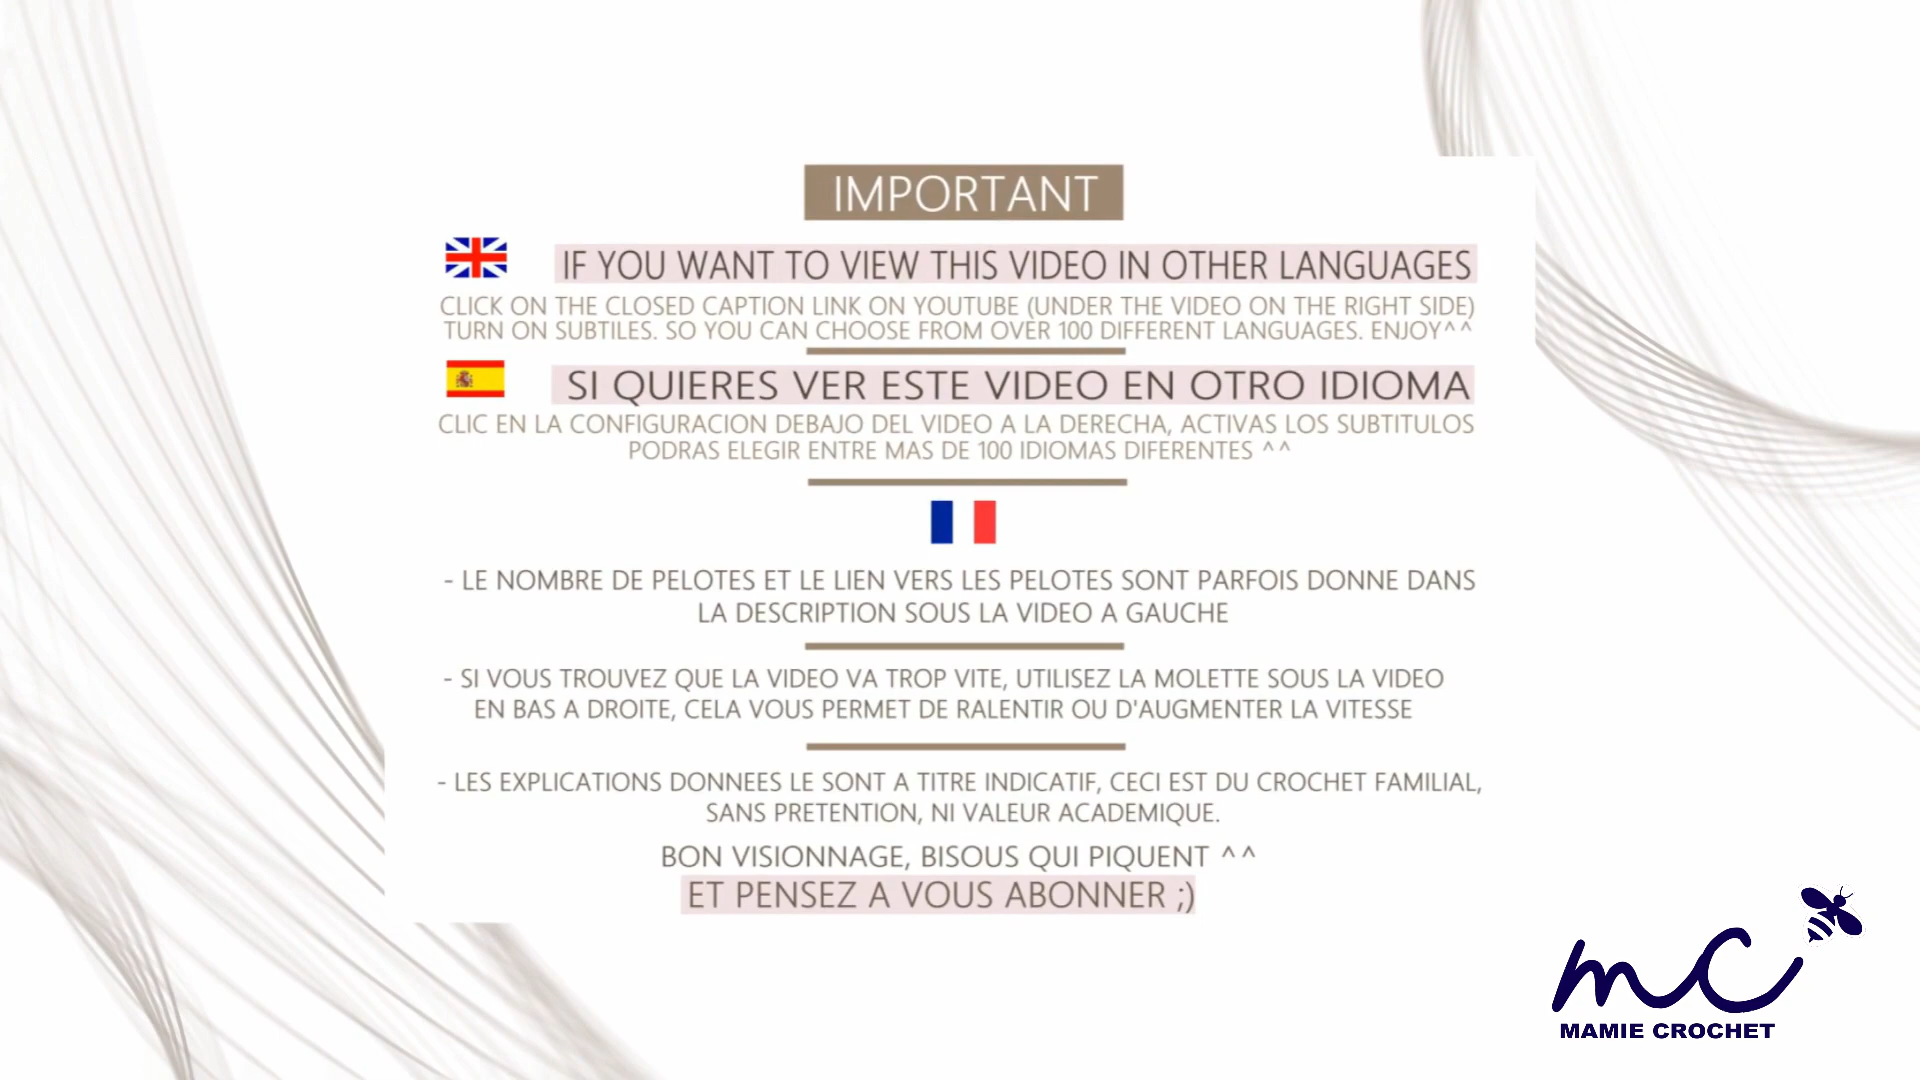 IMPORTANT
IF YOU WANT TO VIEW THIS VIDEO IN OTHER LANGUAGES
CLICK ON THE CLOSED CAPTION LINK ON YOUTUBE (UNDER THE VIDEO ON THE RIGHT SIDE)
TURN ON SUBTILES. SO YOU CAN CHOOSE FROM OVER 100 DIFFERENT LANGUAGES. ENJOY^^
SI QUIERES VER ESTE VIDEO EN OTRO IDIOMA
CLIC EN LA CONFIGURACION DEBAJO DEL VIDEO A LA DERECHA, ACTIVAS LOS SUBTITULOS
PODRAS ELEGIR ENTRE MAS DE 100 IDIOMAS DIFERENTES ^^
- LE NOMBRE DE PELOTES ET LE LIEN VERS LES PELOTES SONT PARFOIS DONNE DANS
LA DESCRIPTION SOUS LA VIDEO A GAUCHE
- SI VOUS TROUVEZ QUE LA VIDEO VA TROP VITE, UTILISEZ LA MOLETTE SOUS LA VIDEO
EN BAS A DROITE, CELA VOUS PERMET DE RALENTIR OU D'AUGMENTER LA VITESSE
- LES EXPLICATIONS DONNEES LE SONT A TITRE INDICATIF, CECI EST DU CROCHET FAMILIAL,
SANS PRETENTION, NI VALEUR ACADEMIQUE.
BON VISIONNAGE, BISOUS QUI PIQUENT ^^
ET PENSEZ A VOUS ABONNER ;)
mC
MAMIE CROCHET